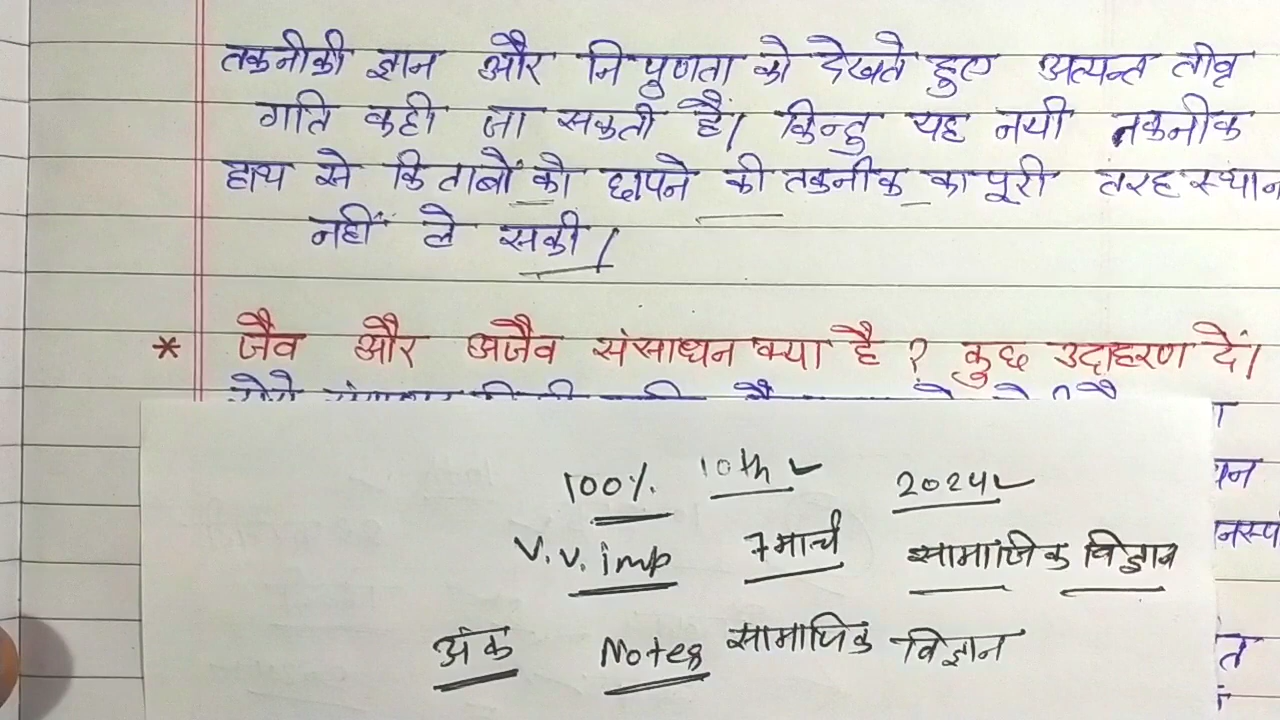 तकनीकी ज्ञान और निपुणता को देखते हुए अत्यन्त तीव्र
गति कही जा सकती है। किन्तु यह नयी तकनीक
हाथ से किताबों को छापने की तकनीक का पूरी तरह स्थान
नहीं ले सकी।
* जैव और अजैव संसाधन क्या है ? कुछ उदाहरण दें।
100% 10th 2024
V.V. imp 7 मार्च सामाजिक विज्ञान
अंक Notes सामाजिक विज्ञान